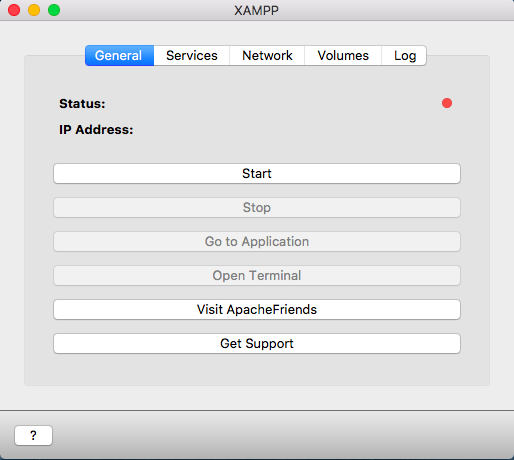 XAMPP
General Services Network Volumes Log
Status:
IP Address:
Start
Stop
Go to Application
Open Terminal
Visit ApacheFriends
Get Support
?